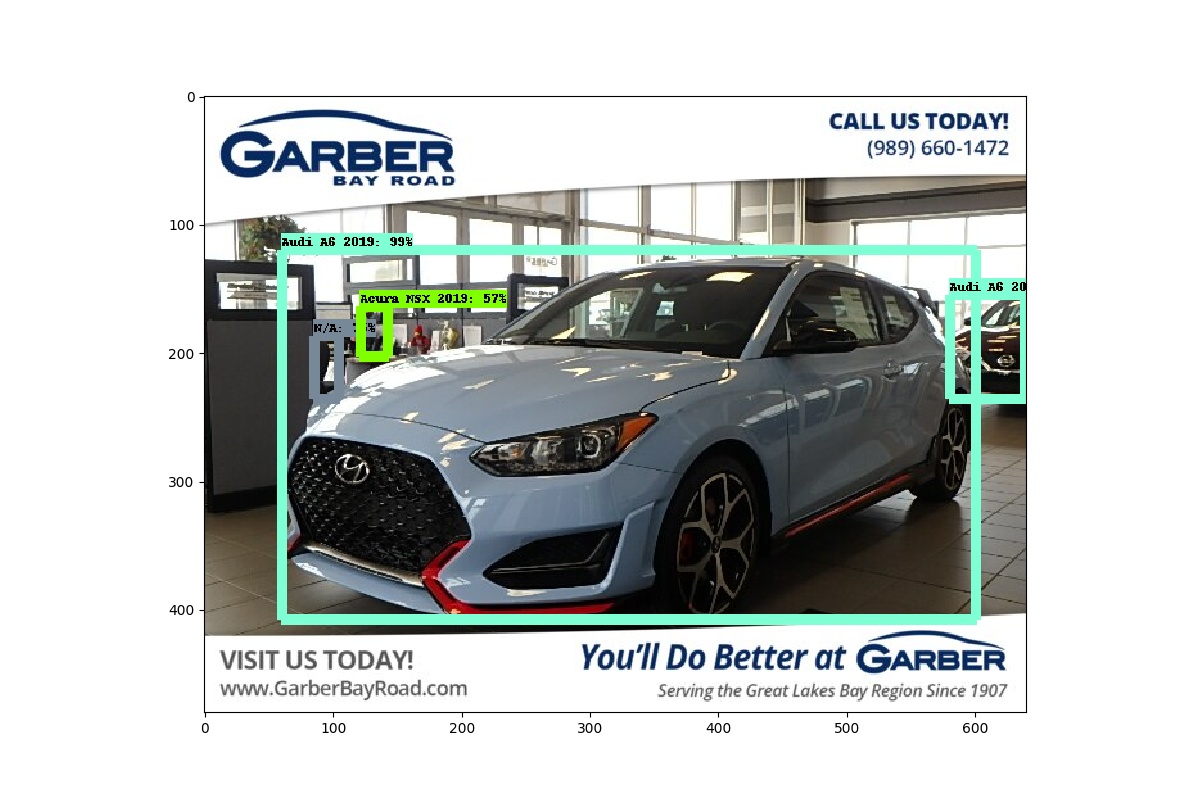 0
100
200
300
400
0
100
200
300
400
500
600
GARBER
BAY ROAD
CALL US TODAY!
(989) 660-1472
Audi A6 2019: 99%
Audi A6 20
Acura NSX 2019: 57%
N/A:
VISIT US TODAY!
www.GarberBayRoad.com
You'll Do Better at GARBER
Serving the Great Lakes Bay Region Since 1907